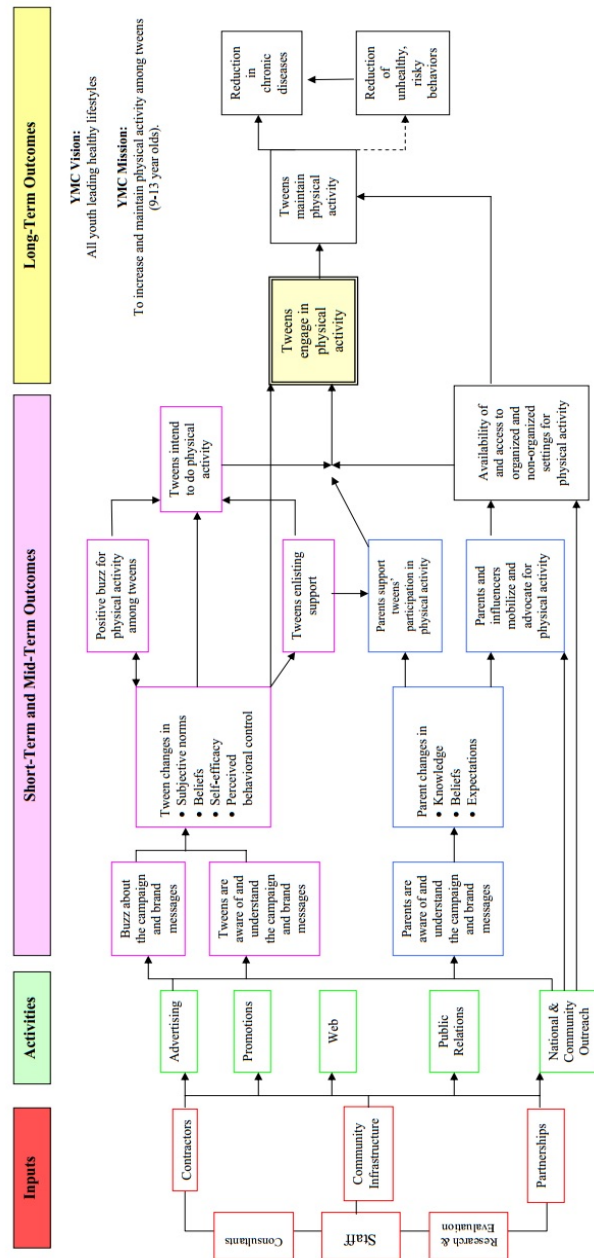 Inputs
Activities
Short-Term and Mid-Term Outcomes
Long-Term Outcomes
YMC Vision:
All youth leading healthy lifestyles
YMC Mission:
To increase and maintain physical activity among tweens
(9-13 year olds).
Consultants
Staff
Research &
Evaluation
Contractors
Community
Infrastructure
Partnerships
Advertising
Promotions
Web
Public
Relations
National &
Community
Outreach
Buzz about
the campaign
and brand
messages
Tweens are
aware of and
understand
the campaign
and brand
messages
Parents are
aware of and
understand
the campaign
and brand
messages
Tween changes in
• Subjective norms
• Beliefs
• Self-efficacy
• Perceived
behavioral control
Parent changes in
• Knowledge
• Beliefs
• Expectations
Positive buzz for
physical activity
among tweens
Tweens enlisting
support
Parents support
tweens'
participation in
physical activity
Parents and
influencers
mobilize and
advocate for
physical activity
Tweens intend to
do physical
activity
Availability of
and access to
organized and
non-organized
settings for
physical activity
Tweens
engage in
physical
activity
Tweens
maintain
physical
activity
Reduction
in
chronic
diseases
Reduction
of
unhealthy,
risky
behaviors